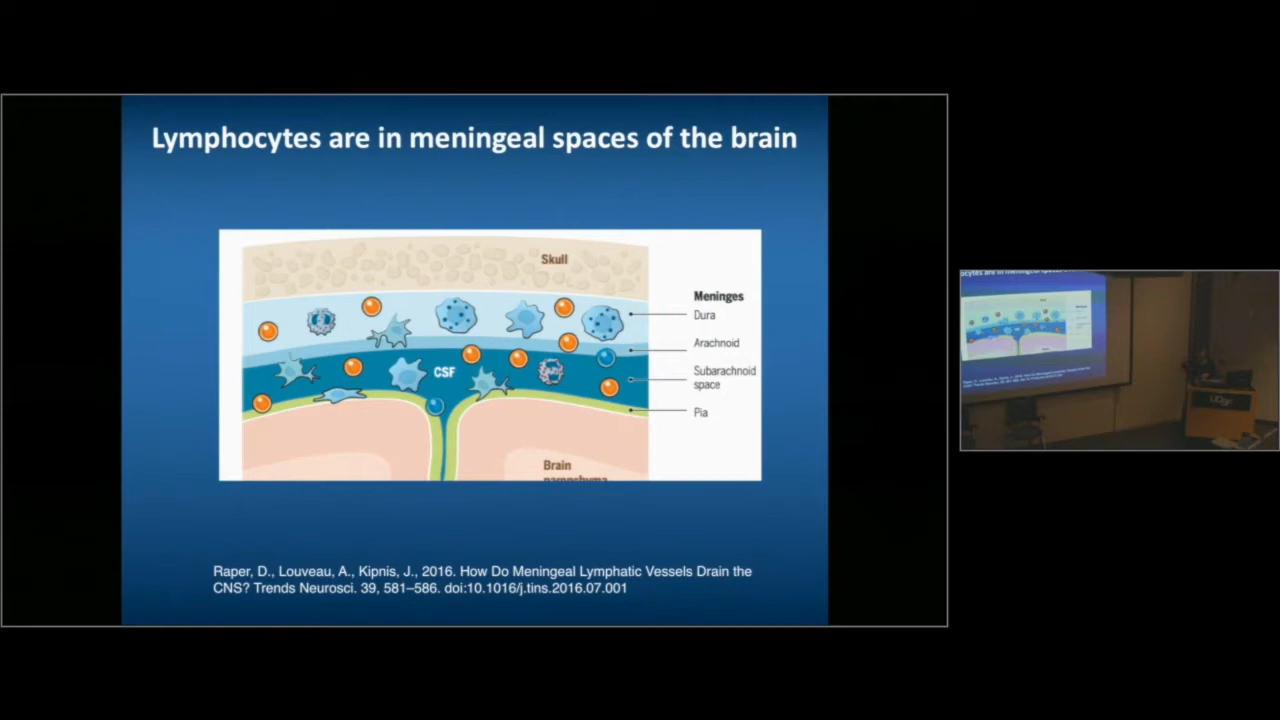 Lymphocytes are in meningeal spaces of the brain
Skull
Meninges
Dura
Arachnoid
CSF
Subarachnoid
space
Pia
Brain
parenchyma
Raper, D., Louveau, A., Kipnis, J., 2016. How Do Meningeal Lymphatic Vessels Drain the
CNS? Trends Neurosci. 39, 581–586. doi:10.1016/j.tins.2016.07.001
UCSF